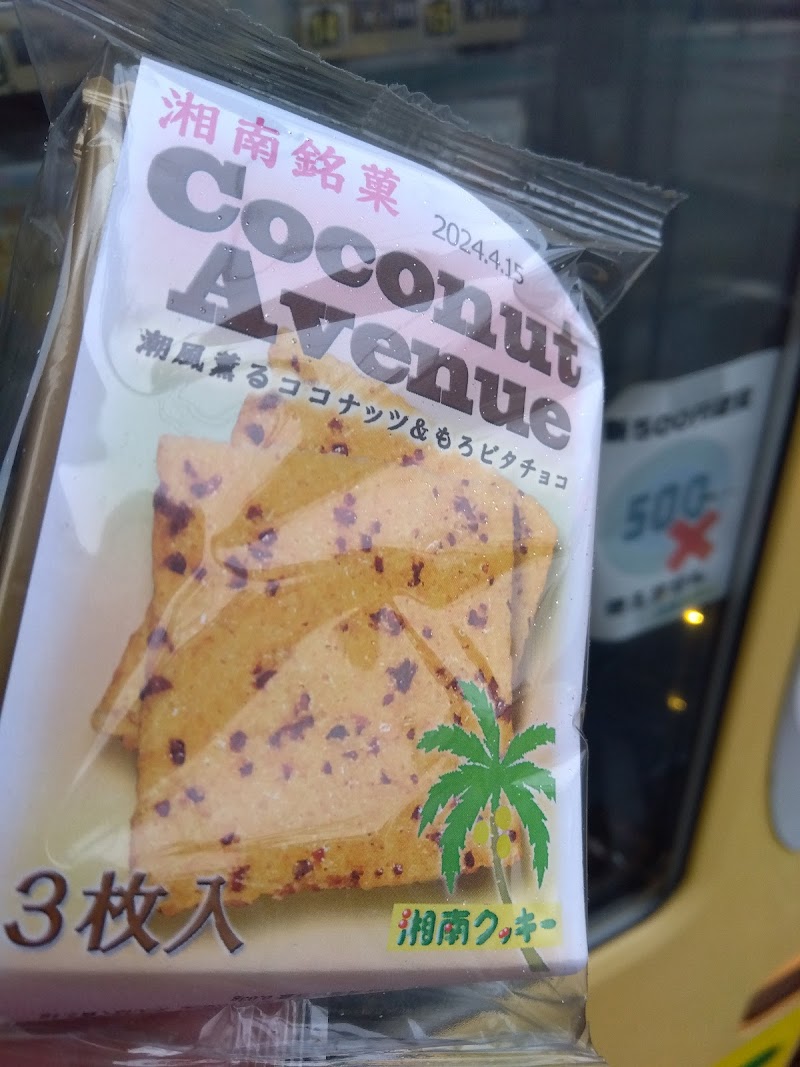 湘南銘菓
2024.4.15
Coconut
Avenue
潮風薫るココナッツ&もろビタチョコ
3枚入
湘南クッキー
500